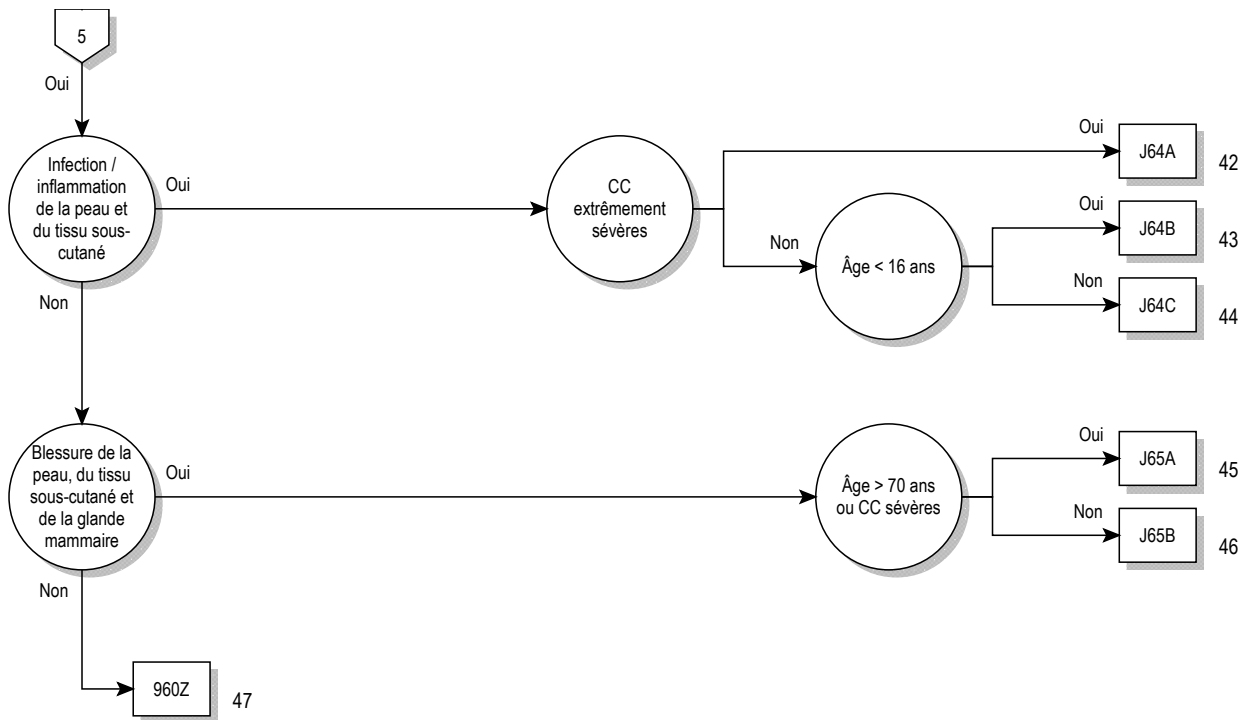 5
Oui
Infection /
inflammation
de la peau et
du tissu sous-
cutané
Oui
CC
extrêmement
sévères
Oui
J64A
42
Non
Âge < 16 ans
Oui
J64B
43
Non
J64C
44
Non
Blessure de la
peau, du tissu
sous-cutané et
de la glande
mammaire
Oui
Âge > 70 ans
ou CC sévères
Oui
J65A
45
Non
J65B
46
Non
960Z
47